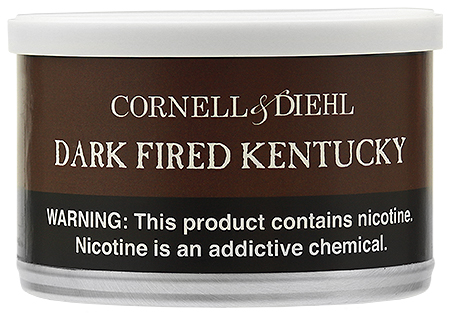 CORNELL & DIEHL
DARK FIRED KENTUCKY
WARNING: This product contains nicotine.
Nicotine is an addictive chemical.